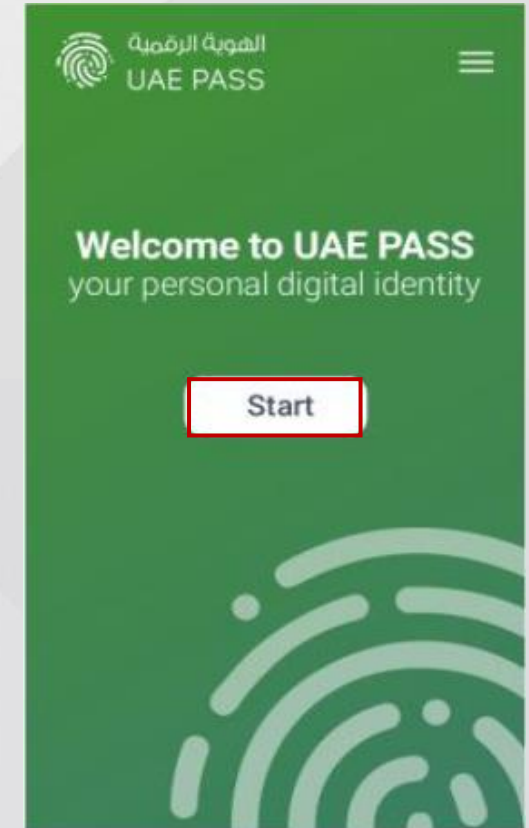 الهوية الرقمية
UAE PASS
Welcome to UAE PASS
your personal digital identity
Start